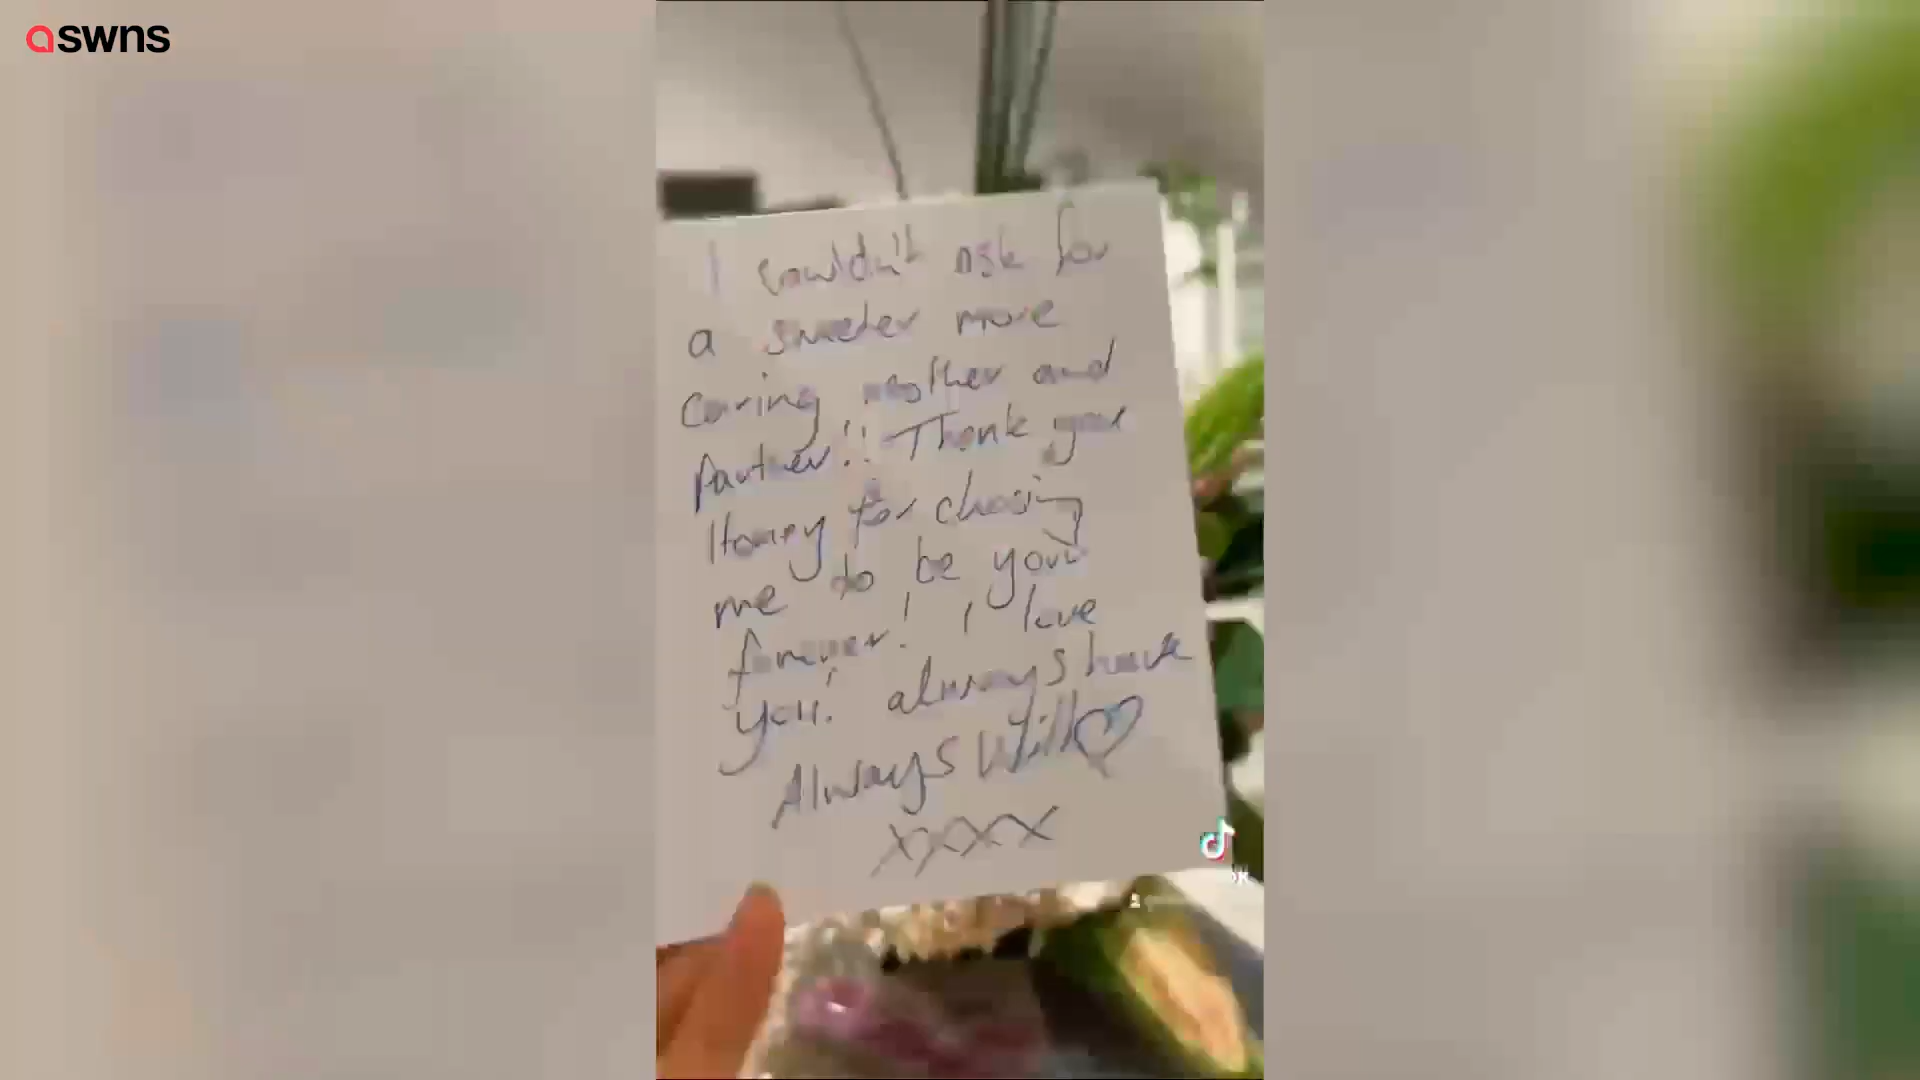 swns
I couldn't ask for
a sweeter more
caring mother and
partner!! Thank you
Honey for chosing
me to be your
forever! I love
you! always have
Always Will
xxxx